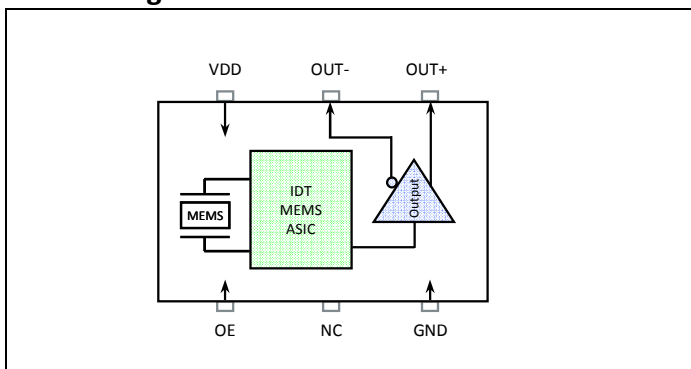 VDD OUT- OUT+
IDT
MEMS
ASIC
MEMS
Output
OE NC GND